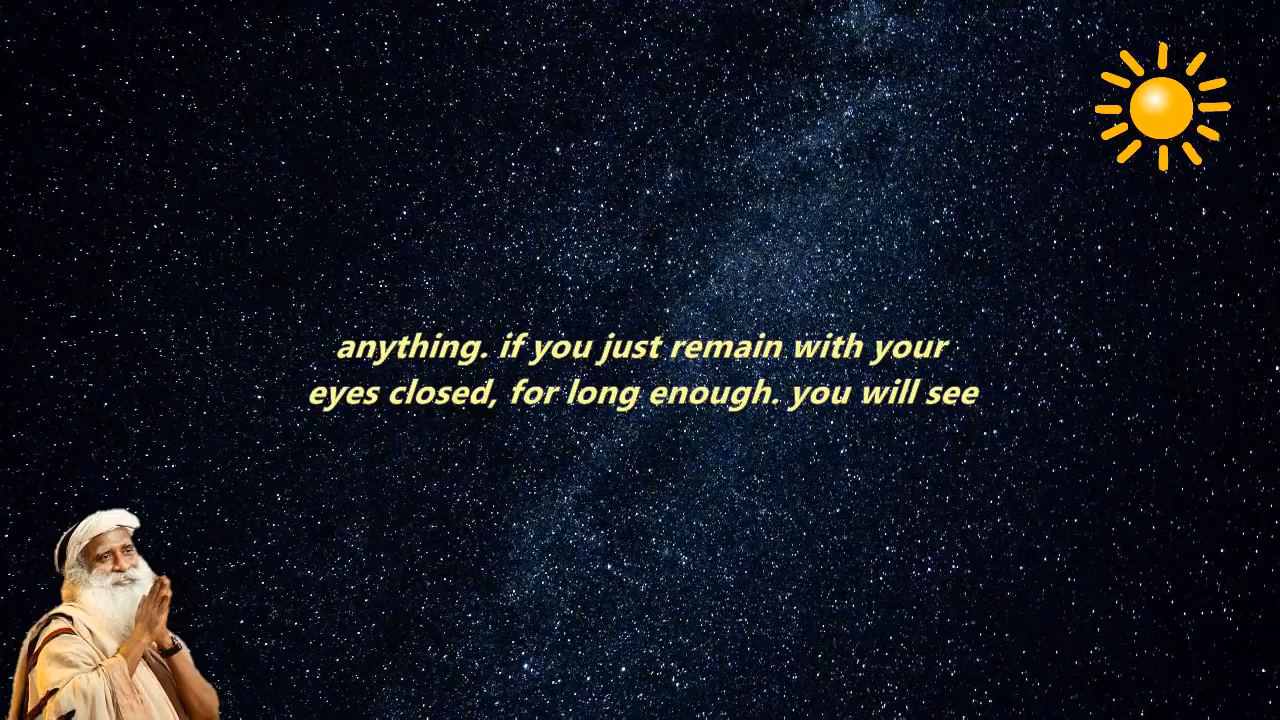 anything. if you just remain with your
eyes closed, for long enough. you will see